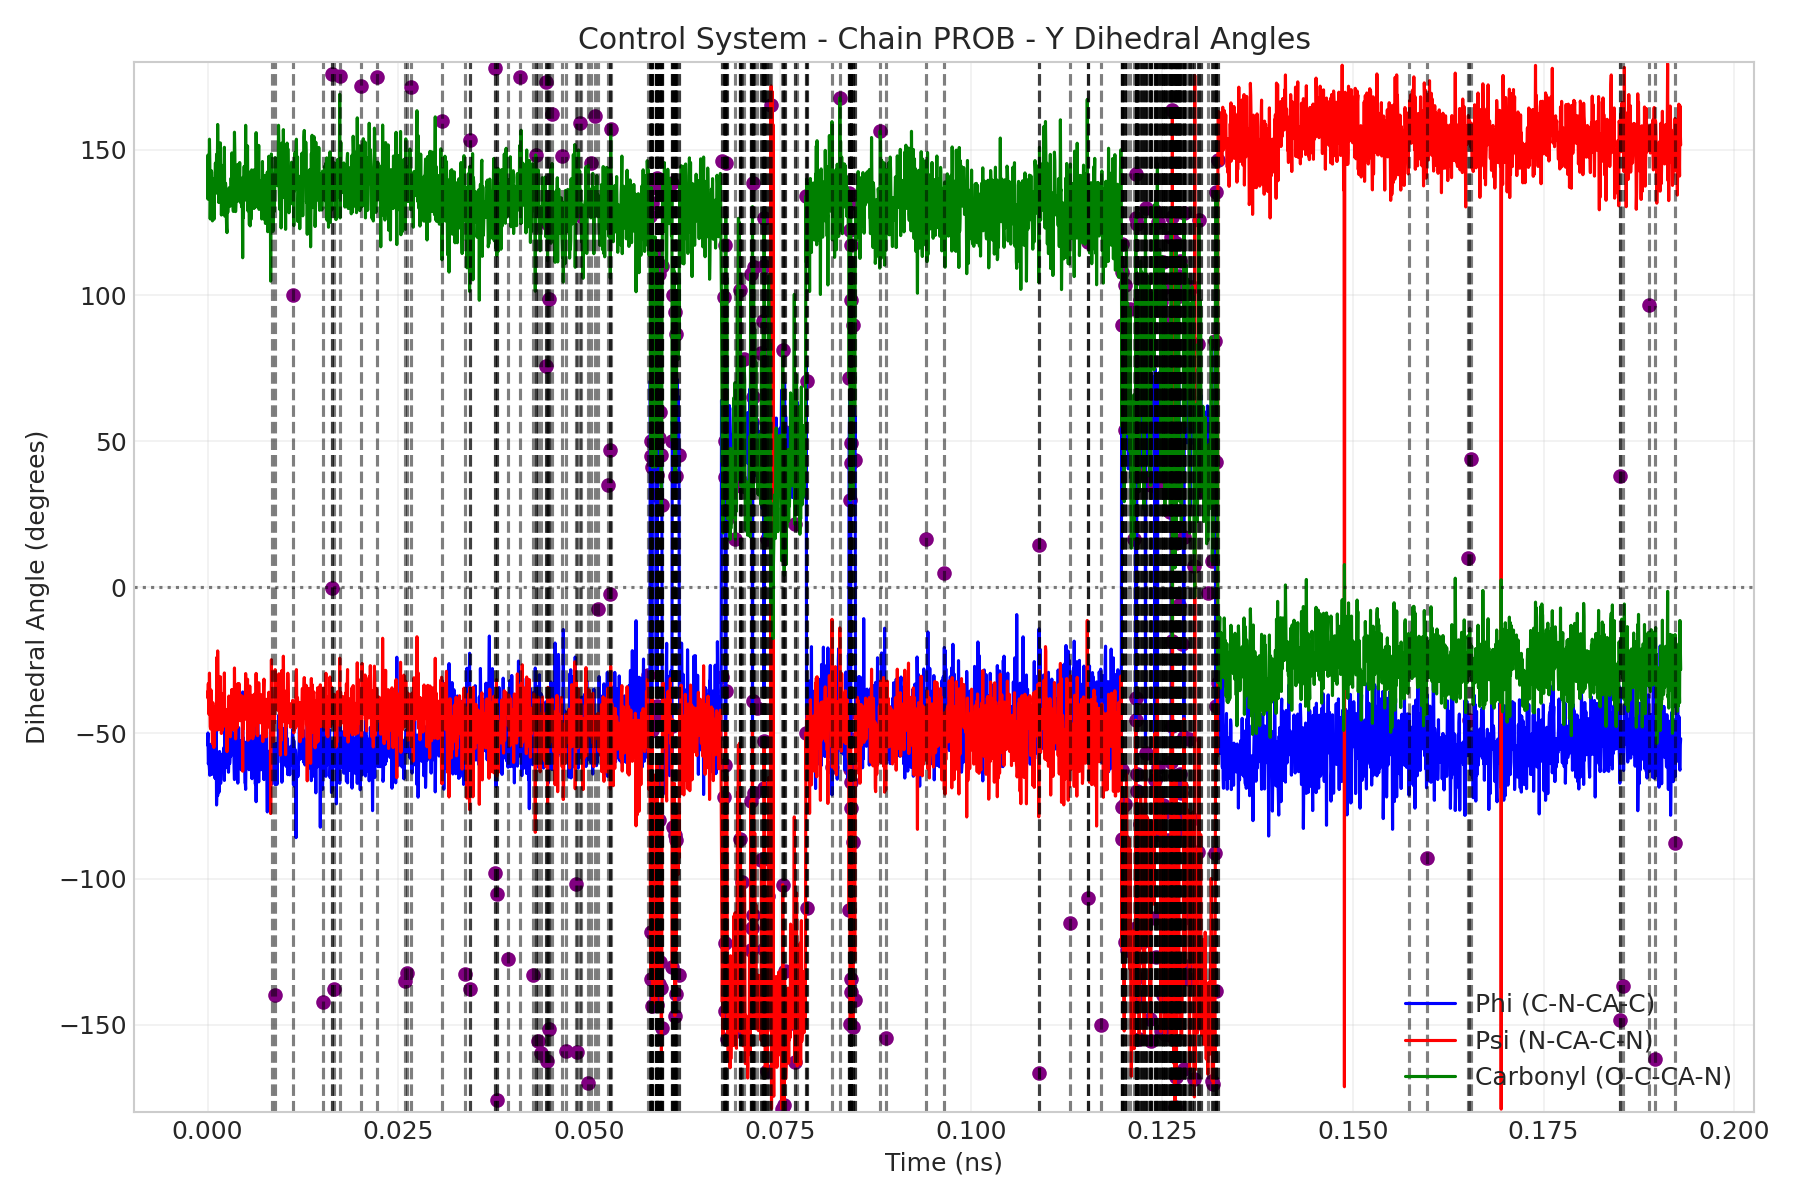 Control System - Chain PROB - Y Dihedral Angles
Dihedral Angle (degrees)
150
100
50
0
−50
−100
−150
Phi (C-N-CA-C)
Psi (N-CA-C-N)
Carbonyl (O-C-CA-N)
0.000 0.025 0.050 0.075 0.100 0.125 0.150 0.175 0.200
Time (ns)